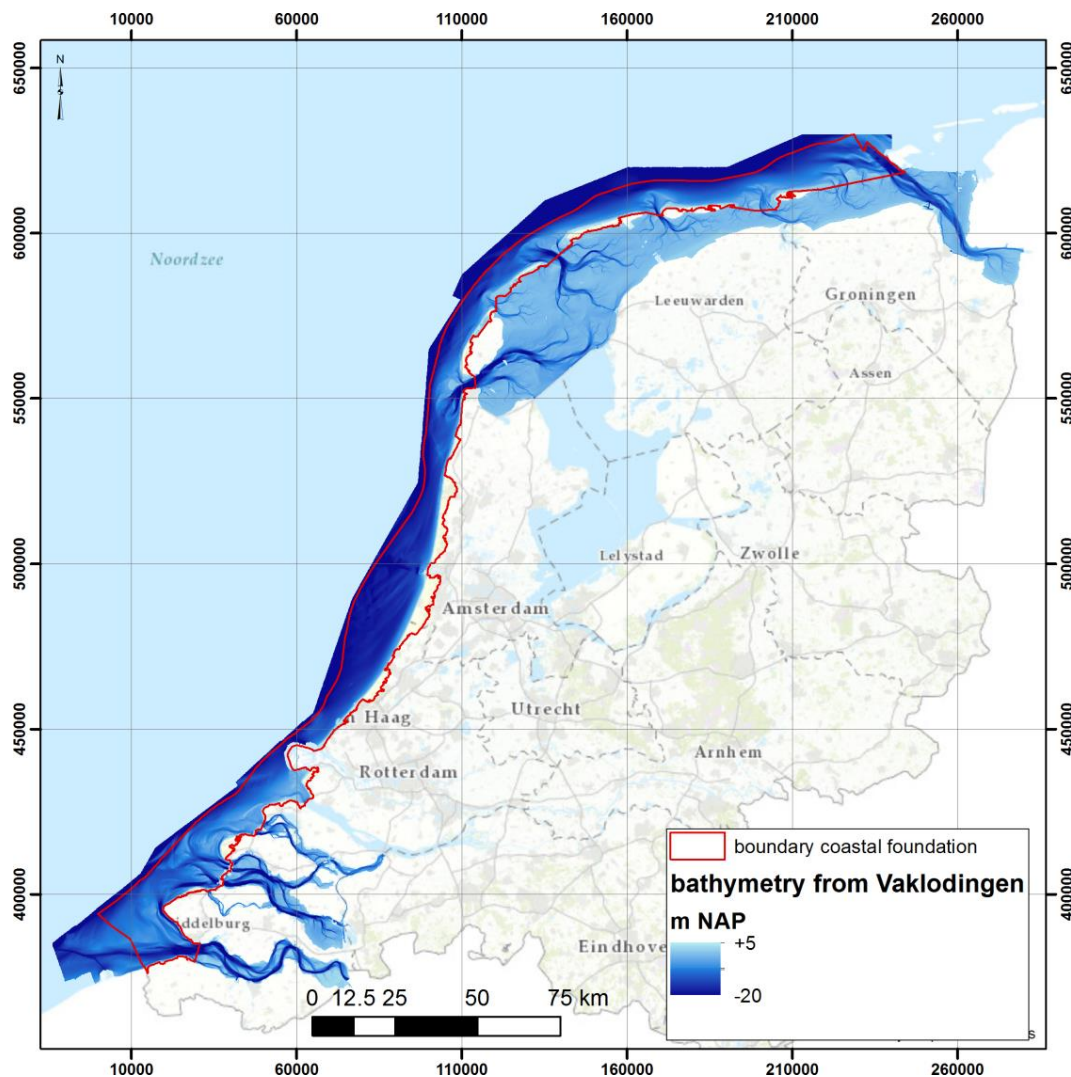 10000 60000 110000 160000 210000 260000
650000 650000
N
S
600000 600000
Noordzee
Leeuwarden
Groningen
Assen
550000 550000
Lelystad
Zwolle
500000 500000
Amsterdam
Utrecht
n Haag
450000 450000
Arnhem
Rotterdam
boundary coastal foundation
bathymetry from Vaklodingen
400000 400000
m NAP
iddelburg
Eindhove
+5
-20
0 12.5 25 50 75 km
s
10000 60000 110000 160000 210000 260000